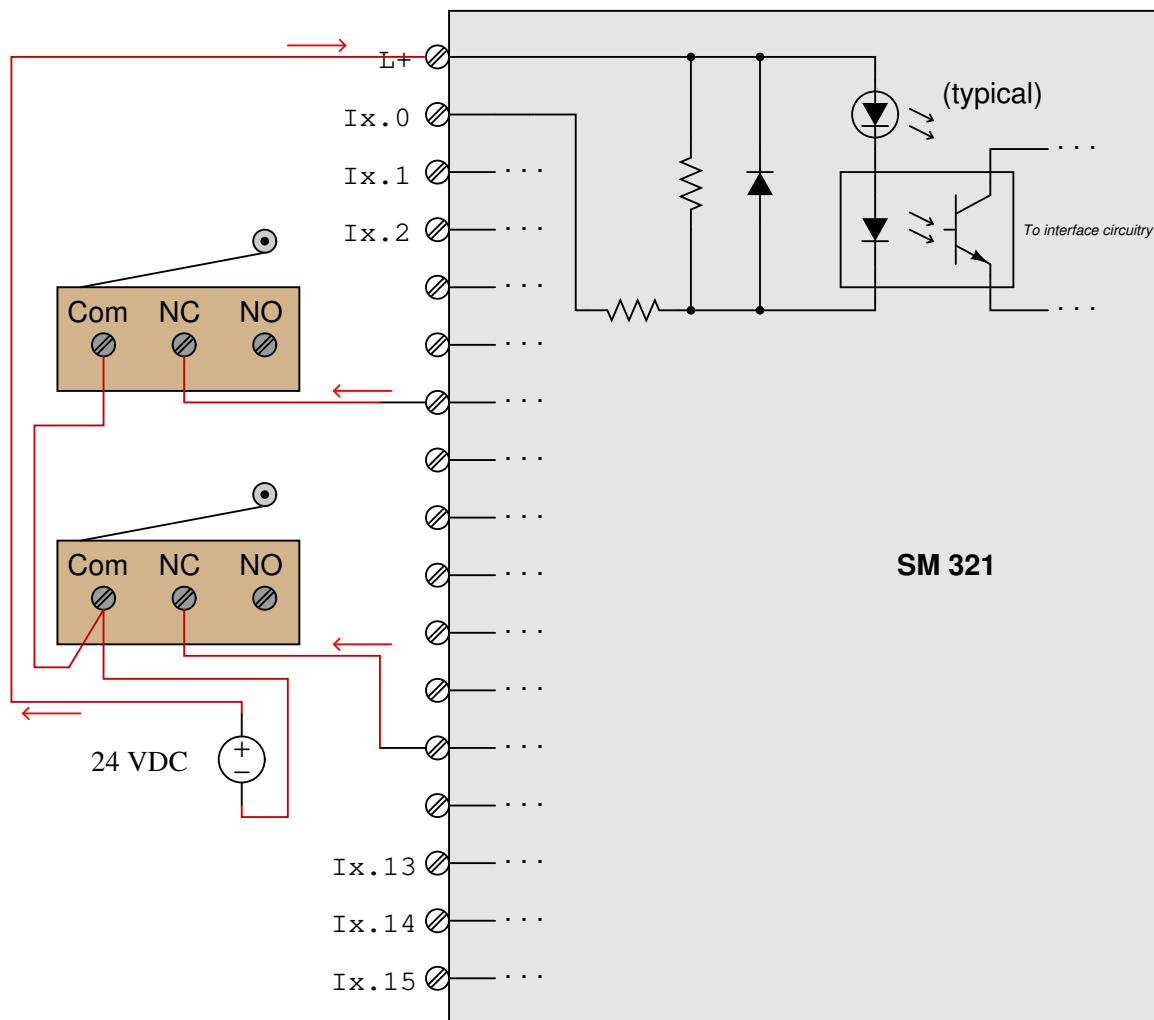 L+
(typical)
Ix.0
· · ·
Ix.1 · · ·
Ix.2 · · ·
To interface circuitry
Com NC NO
· · ·
· · ·
· · ·
· · ·
· · ·
· · ·
Com NC NO
· · ·
SM 321
· · ·
· · ·
24 VDC
+
−
· · ·
· · ·
Ix.13 · · ·
Ix.14 · · ·
Ix.15 · · ·